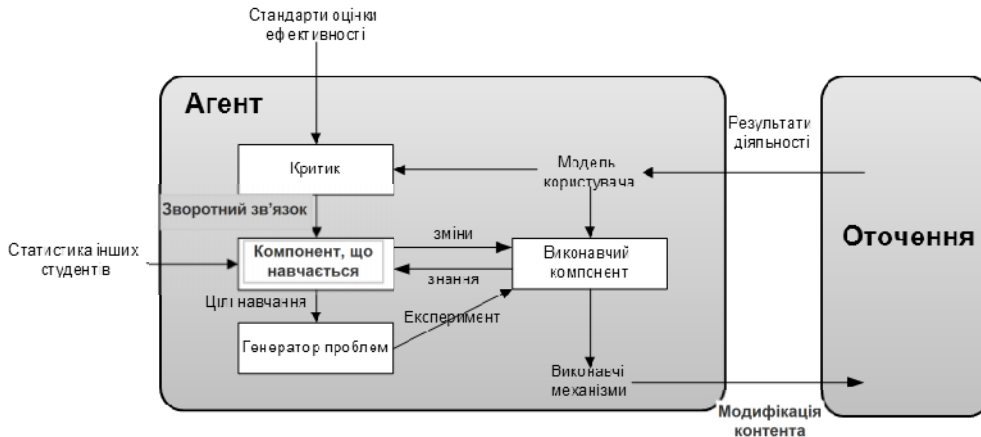 Стандарти оцінки
ефективності
Агент
Результати
діяльності
Критик
Модель
користувача
Зворотний зв'язок
Статистика інших
студентів
Компонент, що
навчається
зміни
знання
Виконавчий
компонент
Оточення
Цілі навчання
Експеримент
Генератор проблем
Виконавчі
механізми
Модифікація
контента